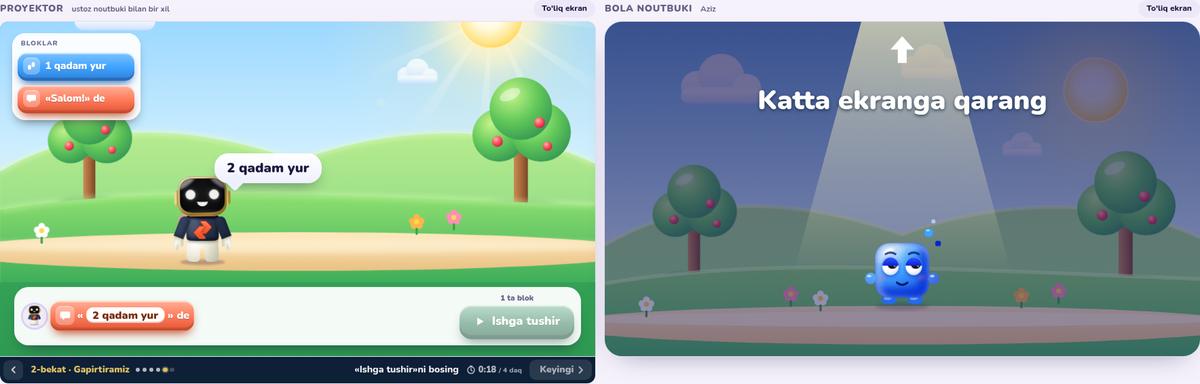 PROYEKTOR ustoz noutbuki bilan bir xil To'liq ekran
BLOKLAR
1 qadam yur
«Salom!» de
2 qadam yur
« 2 qadam yur » de
1 ta blok
Ishga tushir
2-bekat · Gapirtiramiz «Ishga tushir»ni bosing 0:18 / 4 daq Keyingi
BOLA NOUTBUKI Aziz To'liq ekran
Katta ekranga qarang